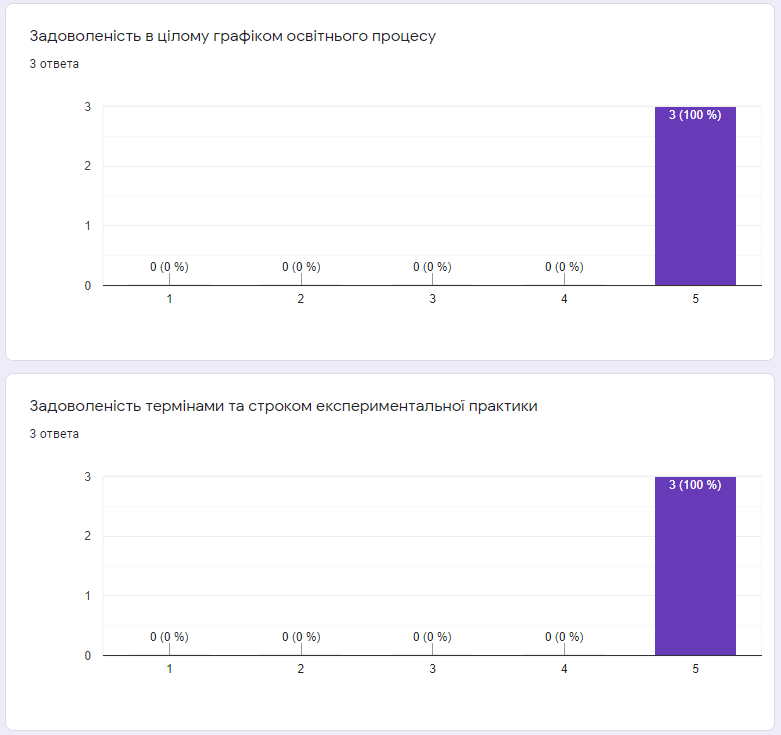 Задоволеність в цілому графіком освітнього процесу
3 ответа
3
3 (100 %)
2
1
0 (0 %) 0 (0 %) 0 (0 %) 0 (0 %)
0
1 2 3 4 5
Задоволеність термінами та строком експериментальної практики
3 ответа
3
3 (100 %)
2
1
0 (0 %) 0 (0 %) 0 (0 %) 0 (0 %)
0
1 2 3 4 5